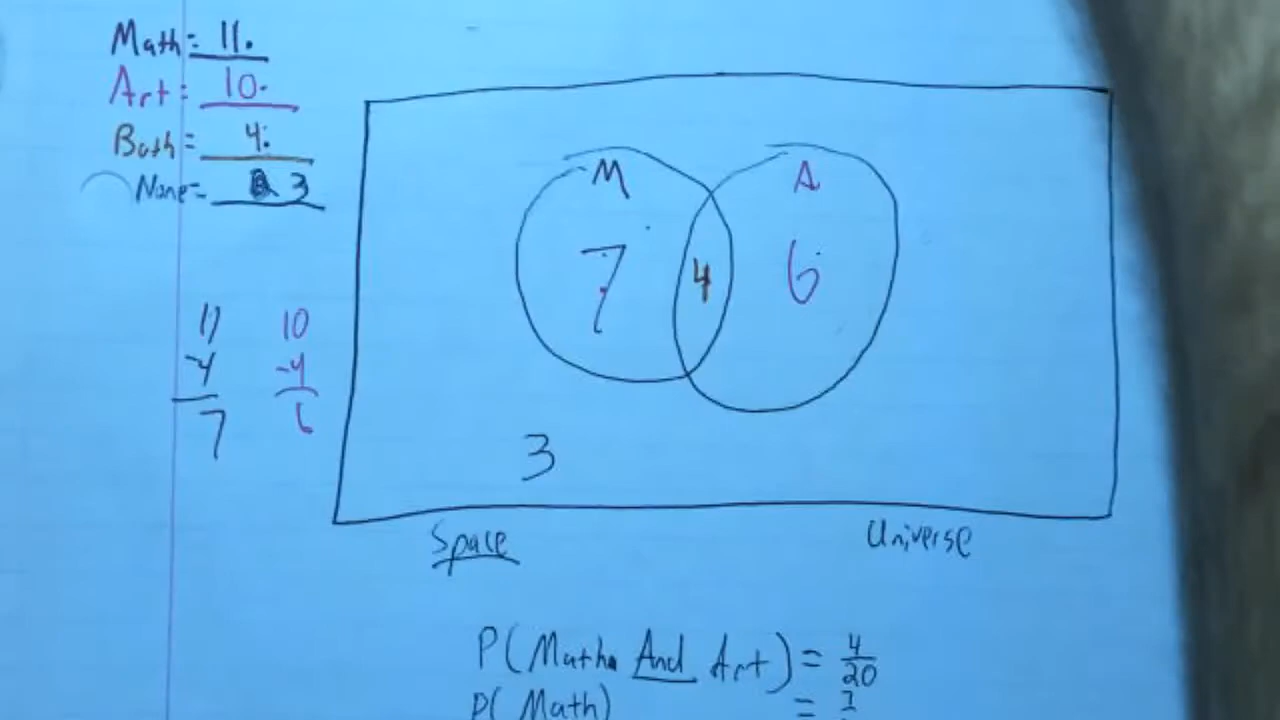 Math= 11.
Art= 10.
Both= 4.
None= 3
11
-4
7
10
-4
6
M
A
7
4
6
3
Space
Universe
P(Math And Art) = 4/20
P(Math) = 7